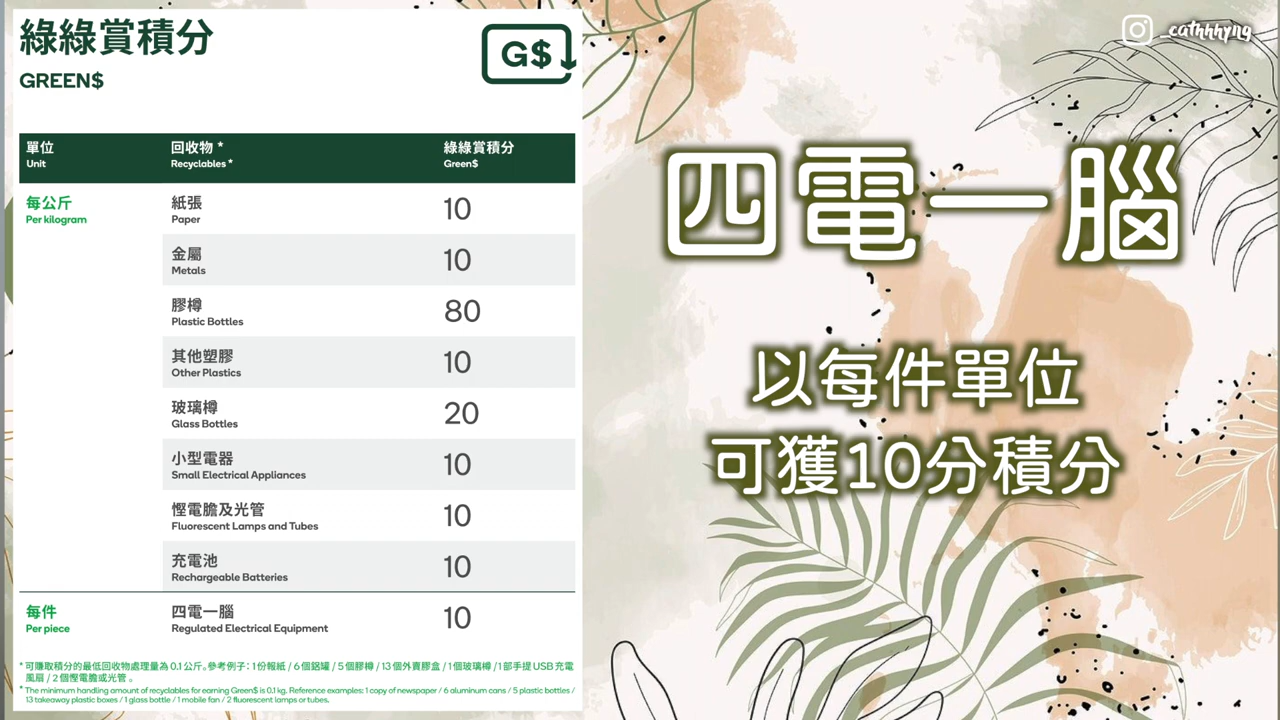 綠綠賞積分
GREEN$
G$
單位
Unit
回收物 *
Recyclables *
綠綠賞積分
Green$
每公斤
Per kilogram
紙張
Paper
10
金屬
Metals
10
膠樽
Plastic Bottles
80
其他塑膠
Other Plastics
10
玻璃樽
Glass Bottles
20
小型電器
Small Electrical Appliances
10
慳電膽及光管
Fluorescent Lamps and Tubes
10
充電池
Rechargeable Batteries
10
每件
Per piece
四電一腦
Regulated Electrical Equipment
10
* 可賺取積分的最低回收物處理量為 0.1 公斤。參考例子：1份報紙 / 6 個鋁罐 / 5 個膠樽 / 13 個外賣膠盒 / 1個玻璃樽 /1部手提 USB 充電
風扇 / 2 個慳電膽或光管 。
* The minimum handling amount of recyclables for earning Green$ is 0.1 kg. Reference examples: 1 copy of newspaper / 6 aluminum cans / 5 plastic bottles /
13 takeaway plastic boxes / 1 glass bottle / 1 mobile fan / 2 fluorescent lamps or tubes.
_cathhhyng
四電一腦
以每件單位
可獲10分積分